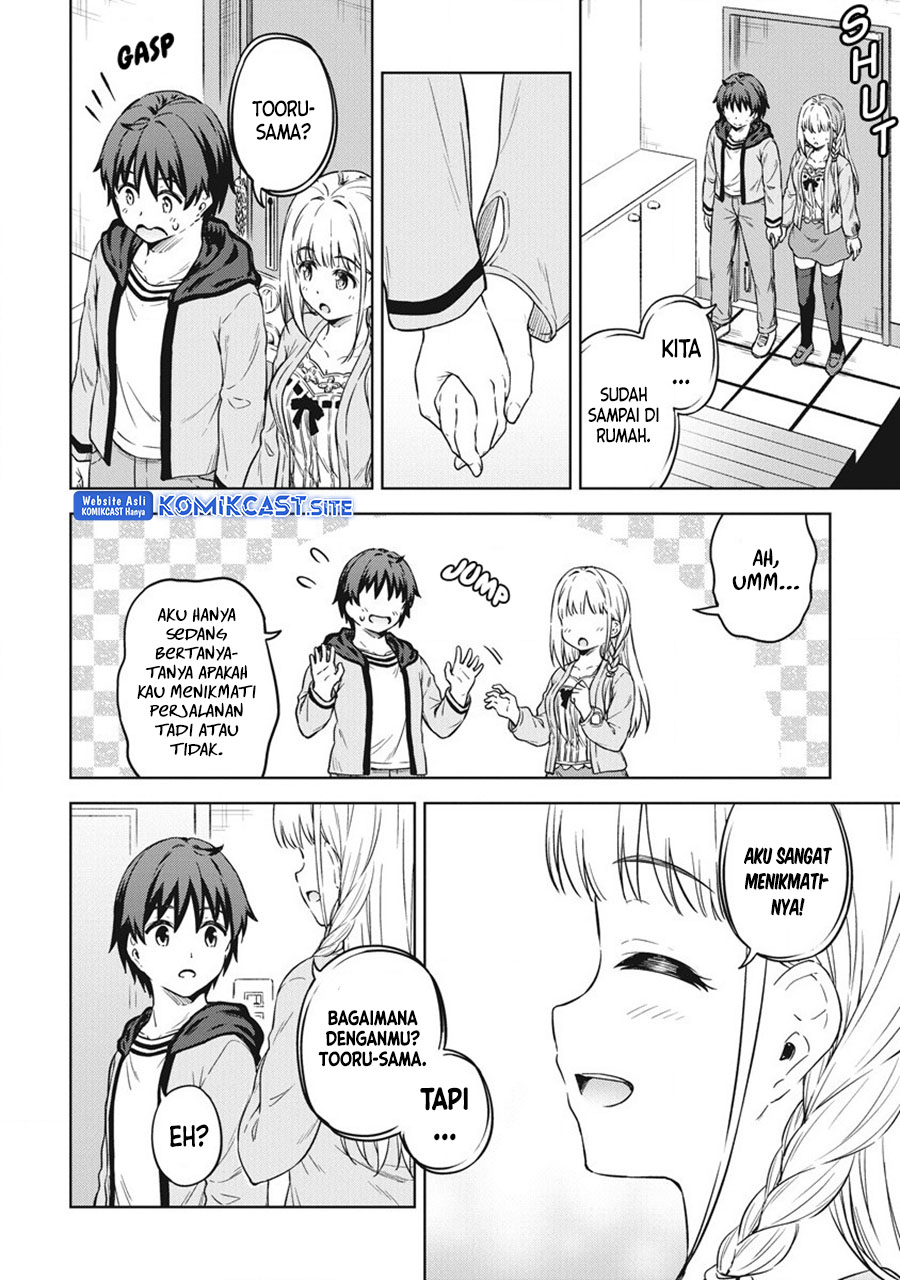 SHUT
KITA
...
SUDAH
SAMPAI DI
RUMAH.
TOORU-
SAMA?
GASP
Website Asli
KOMIKCAST Hanya
KOMIKCAST.SITE
AH,
UMM...
JUMP
AKU HANYA
SEDANG
BERTANYA-
TANYA APAKAH
KAU MENIKMATI
PERJALANAN
TADI ATAU
TIDAK.
AKU SANGAT
MENIKMATI-
NYA!
TAPI
...
BAGAIMANA
DENGANMU?
TOORU-SAMA.
EH?